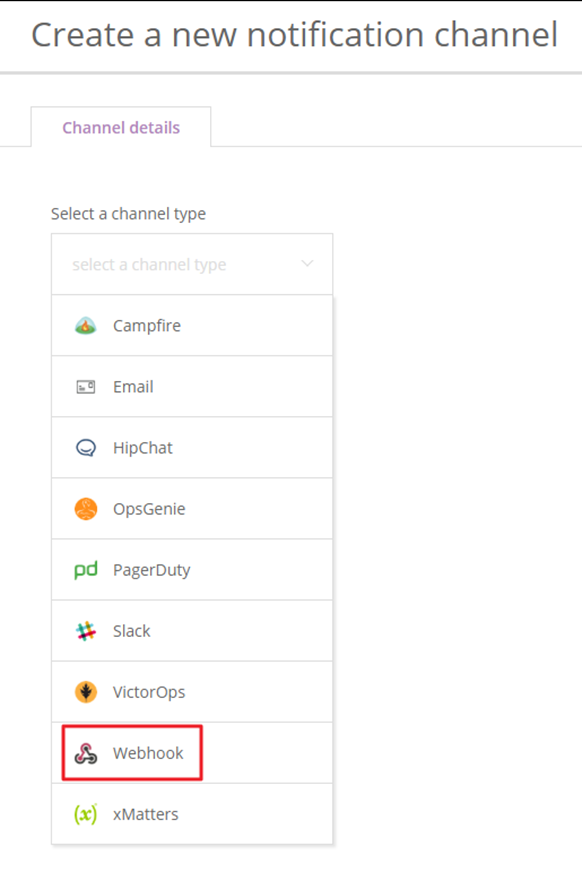 Create a new notification channel
Channel details
Select a channel type
select a channel type
Campfire
Email
HipChat
OpsGenie
pd PagerDuty
Slack
VictorOps
Webhook
(x) xMatters